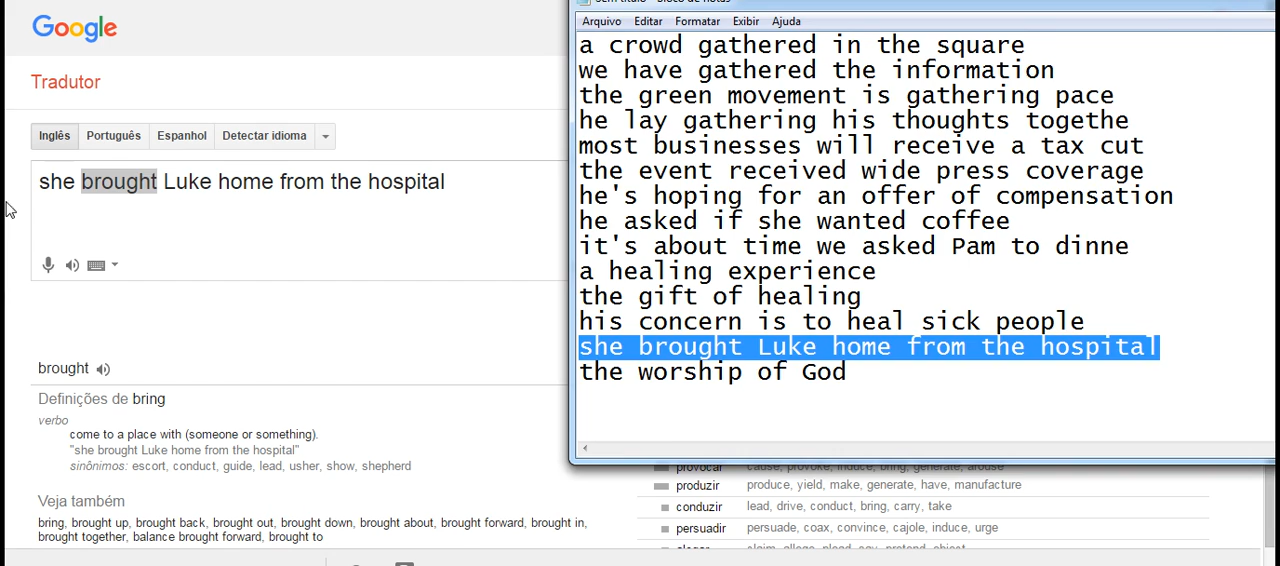 Google
Tradutor
Inglês Português Espanhol Detectar idioma
she brought Luke home from the hospital
brought
Definições de bring
verbo
come to a place with (someone or something).
"she brought Luke home from the hospital"
sinônimos: escort, conduct, guide, lead, usher, show, shepherd
Veja também
bring, brought up, brought back, brought out, brought down, brought about, brought forward, brought in,
brought together, balance brought forward, brought to
Arquivo Editar Formatar Exibir Ajuda
a crowd gathered in the square
we have gathered the information
the green movement is gathering pace
he lay gathering his thoughts togethe
most businesses will receive a tax cut
the event received wide press coverage
he's hoping for an offer of compensation
he asked if she wanted coffee
it's about time we asked Pam to dinne
a healing experience
the gift of healing
his concern is to heal sick people
she brought Luke home from the hospital
the worship of God
provocar cause, provoke, induce, bring, generate, arouse
produzir produce, yield, make, generate, have, manufacture
conduzir lead, drive, conduct, bring, carry, take
persuadir persuade, coax, convince, cajole, induce, urge